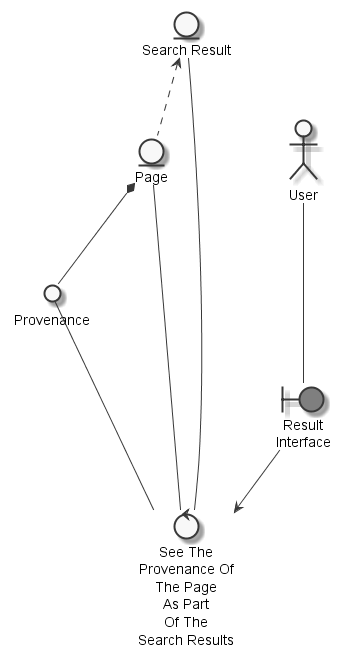 Search Result
Page
User
Provenance
Result
Interface
See The
Provenance Of
The Page
As Part
Of The
Search Results